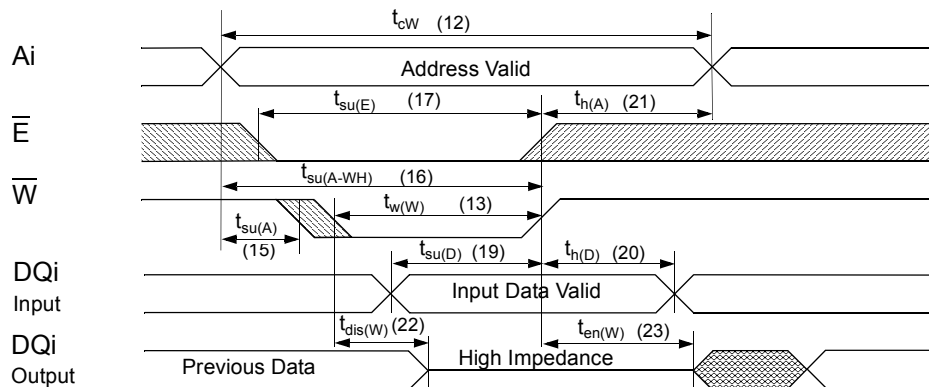 t_cW (12)
Ai
Address Valid
t_su(E) (17) t_h(A) (21)
E̅
t_su(A-WH) (16)
W̅
t_w(W) (13)
t_su(A)
(15)
t_su(D) (19) t_h(D) (20)
DQi
Input
Input Data Valid
t_dis(W) (22) t_en(W) (23)
DQi
Output
Previous Data High Impedance